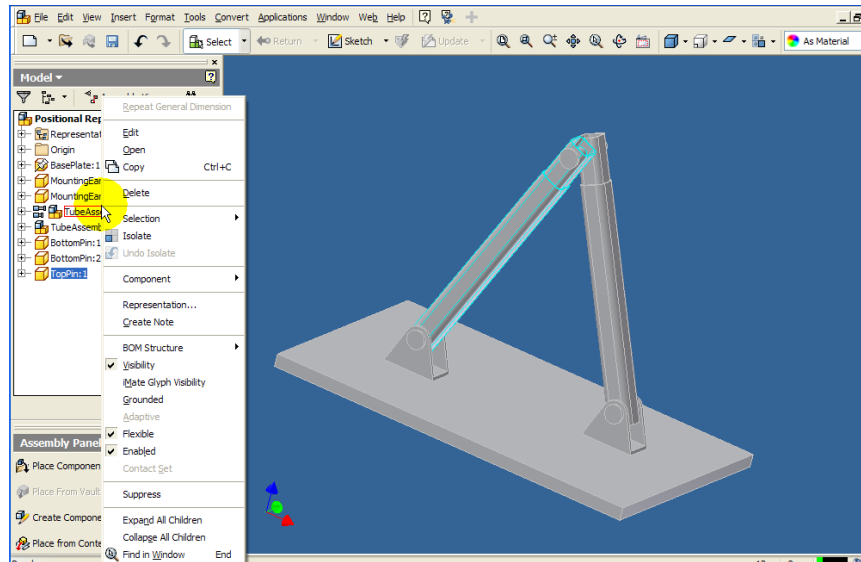 File Edit View Insert Format Tools Convert Applications Window Web Help
Select Return Sketch Update As Material
Model
Positional Rep
Representat
Origin
BasePlate:1
MountingEar
MountingEar
TubeAss
TubeAssemb
BottomPin:1
BottomPin:2
TopPin:1
Repeat General Dimension
Edit
Open
Copy Ctrl+C
Delete
Selection
Isolate
Undo Isolate
Component
Representation...
Create Note
BOM Structure
Visibility
iMate Glyph Visibility
Grounded
Adaptive
Flexible
Enabled
Contact Set
Suppress
Expand All Children
Collapse All Children
Find in Window End
Assembly Pane
Place Componen
Place From Vault
Create Compone
Place from Conte